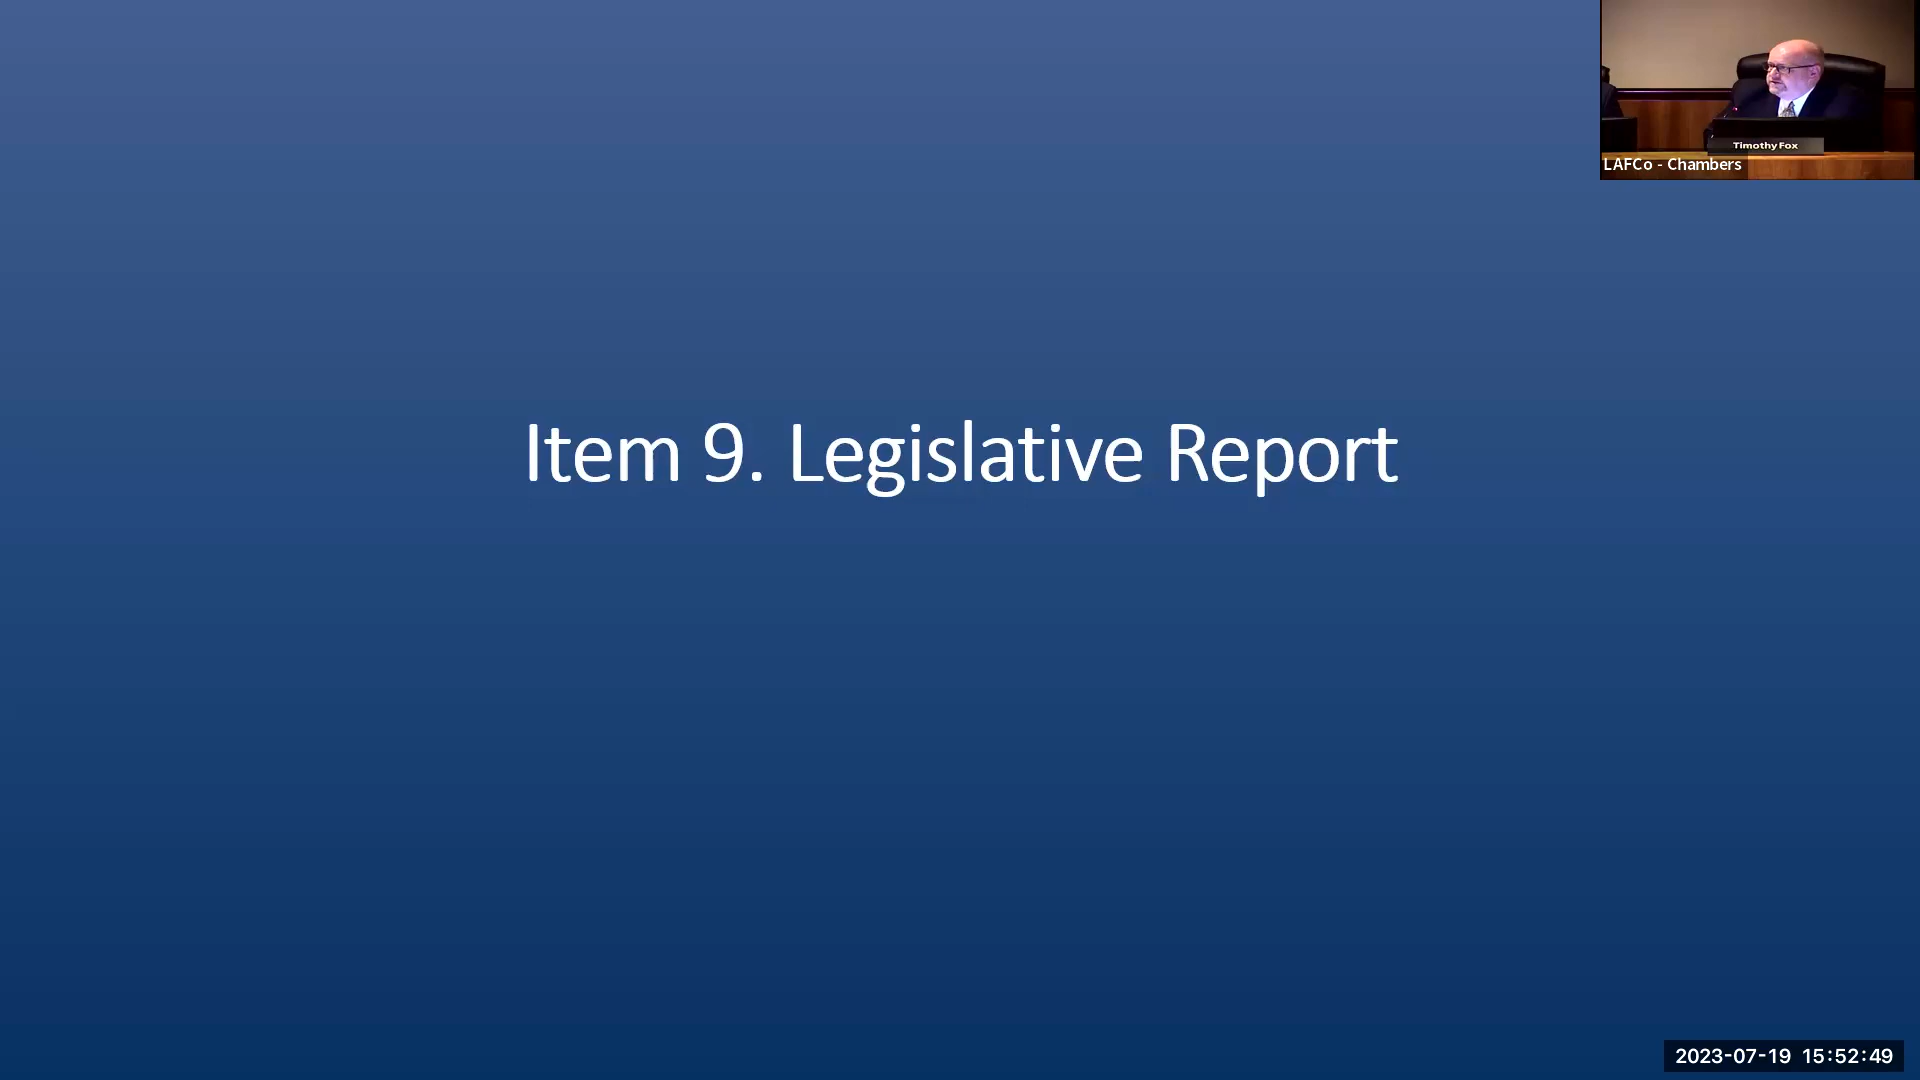 Timothy Fox
LAFCo - Chambers
Item 9. Legislative Report
2023-07-19 15:52:49